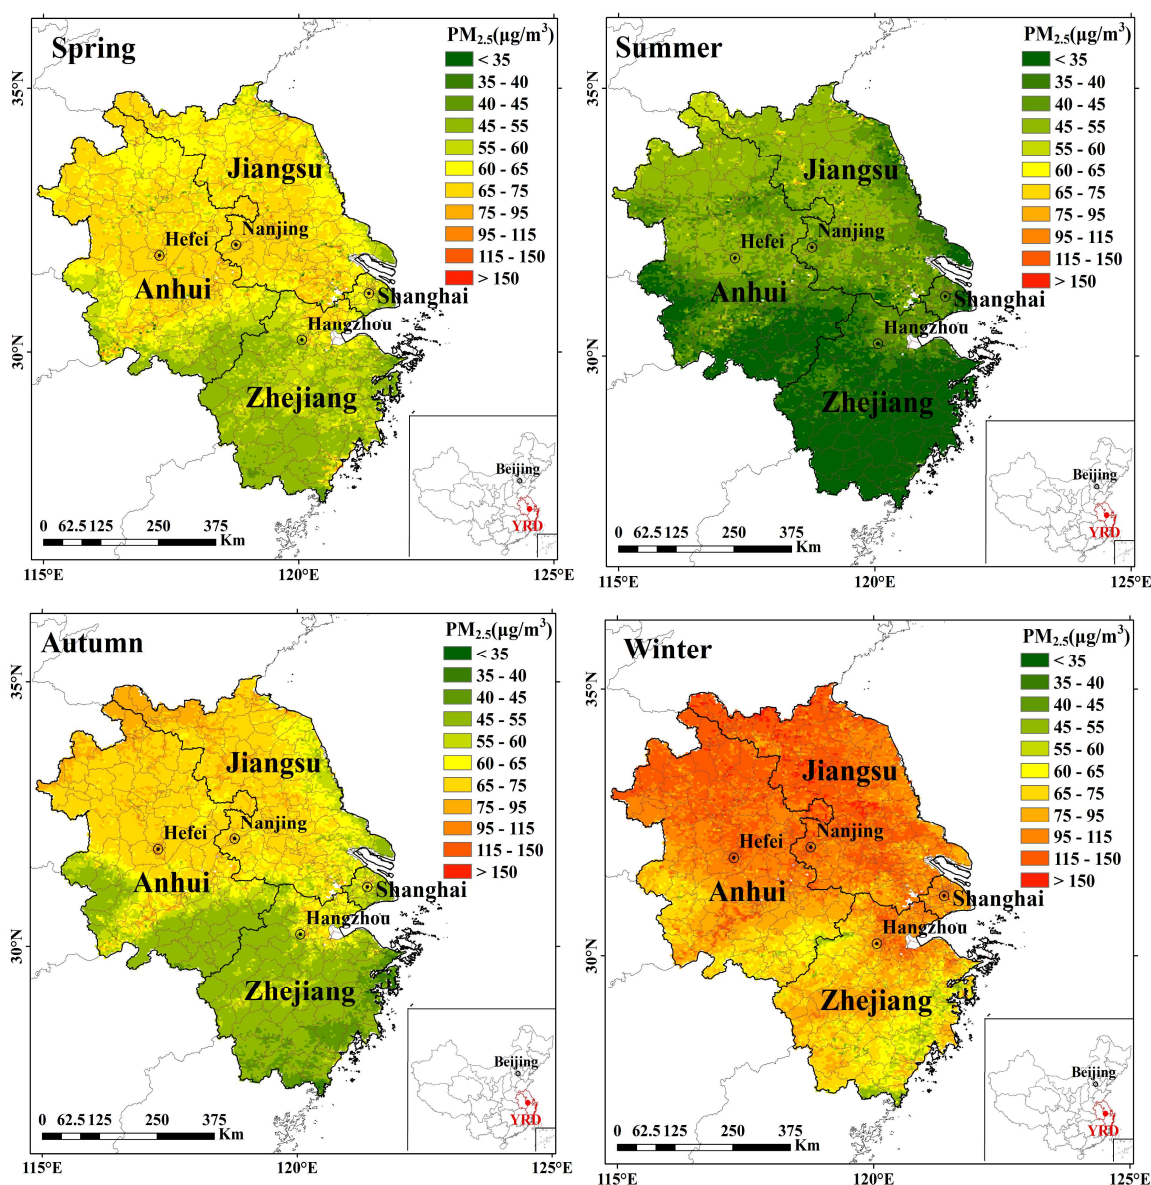 Spring
PM2.5(μg/m3)
< 35
35 - 40
40 - 45
45 - 55
55 - 60
60 - 65
65 - 75
75 - 95
95 - 115
115 - 150
> 150
35°N
30°N
Jiangsu
Nanjing
Hefei
Anhui
Shanghai
Hangzhou
Zhejiang
Beijing
YRD
0 62.5 125 250 375
Km
115°E 120°E 125°E
Summer
PM2.5(μg/m3)
< 35
35 - 40
40 - 45
45 - 55
55 - 60
60 - 65
65 - 75
75 - 95
95 - 115
115 - 150
> 150
35°N
30°N
Jiangsu
Nanjing
Hefei
Anhui
Shanghai
Hangzhou
Zhejiang
Beijing
YRD
0 62.5 125 250 375
Km
115°E 120°E 125°E
Autumn
PM2.5(μg/m3)
< 35
35 - 40
40 - 45
45 - 55
55 - 60
60 - 65
65 - 75
75 - 95
95 - 115
115 - 150
> 150
35°N
30°N
Jiangsu
Nanjing
Hefei
Anhui
Shanghai
Hangzhou
Zhejiang
Beijing
YRD
0 62.5 125 250 375
Km
115°E 120°E 125°E
Winter
PM2.5(μg/m3)
< 35
35 - 40
40 - 45
45 - 55
55 - 60
60 - 65
65 - 75
75 - 95
95 - 115
115 - 150
> 150
35°N
30°N
Jiangsu
Nanjing
Hefei
Anhui
Shanghai
Hangzhou
Zhejiang
Beijing
YRD
0 62.5 125 250 375
Km
115°E 120°E 125°E